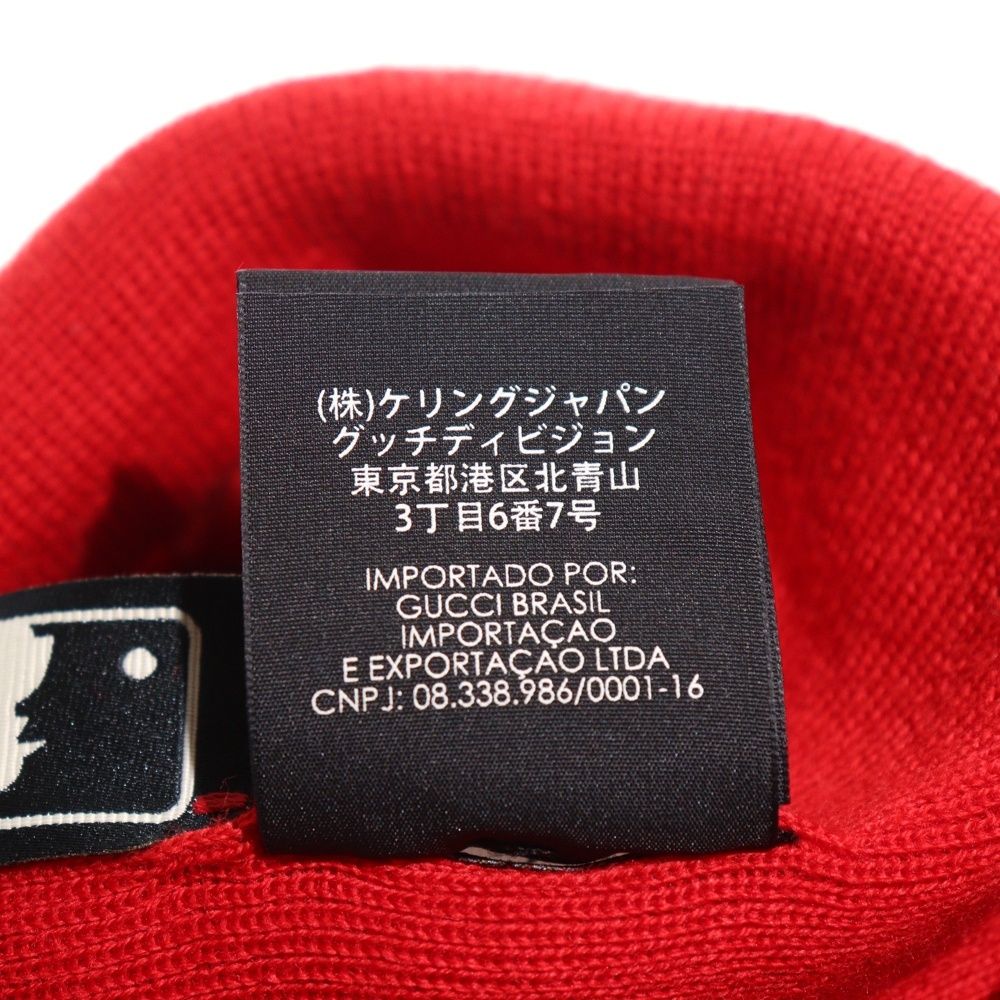 (株)ケリングジャパン
グッチディビジョン
東京都港区北青山
3丁目6番7号
IMPORTADO POR:
GUCCI BRASIL
IMPORTAÇAO
E EXPORTAÇAO LTDA
CNPJ: 08.338.986/0001-16